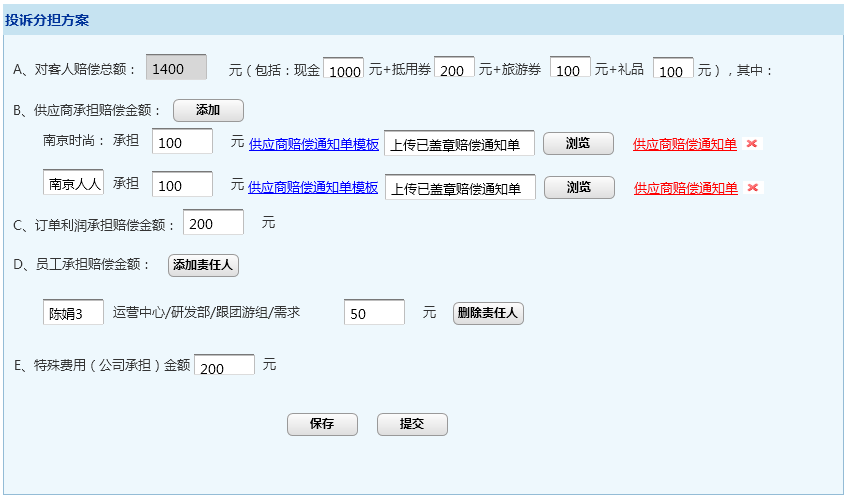 投诉分担方案
A、对客人赔偿总额： 1400 元（包括：现金 1000 元+抵用券 200 元+旅游券 100 元+礼品 100 元），其中：
B、供应商承担赔偿金额： 添加
南京时尚： 承担 100 元 供应商赔偿通知单模板 上传已盖章赔偿通知单 浏览 供应商赔偿通知单
南京人人 承担 100 元 供应商赔偿通知单模板 上传已盖章赔偿通知单 浏览 供应商赔偿通知单
C、订单利润承担赔偿金额： 200 元
D、员工承担赔偿金额： 添加责任人
陈娟3 运营中心/研发部/跟团游组/需求 50 元 删除责任人
E、特殊费用（公司承担）金额 200 元
保存 提交